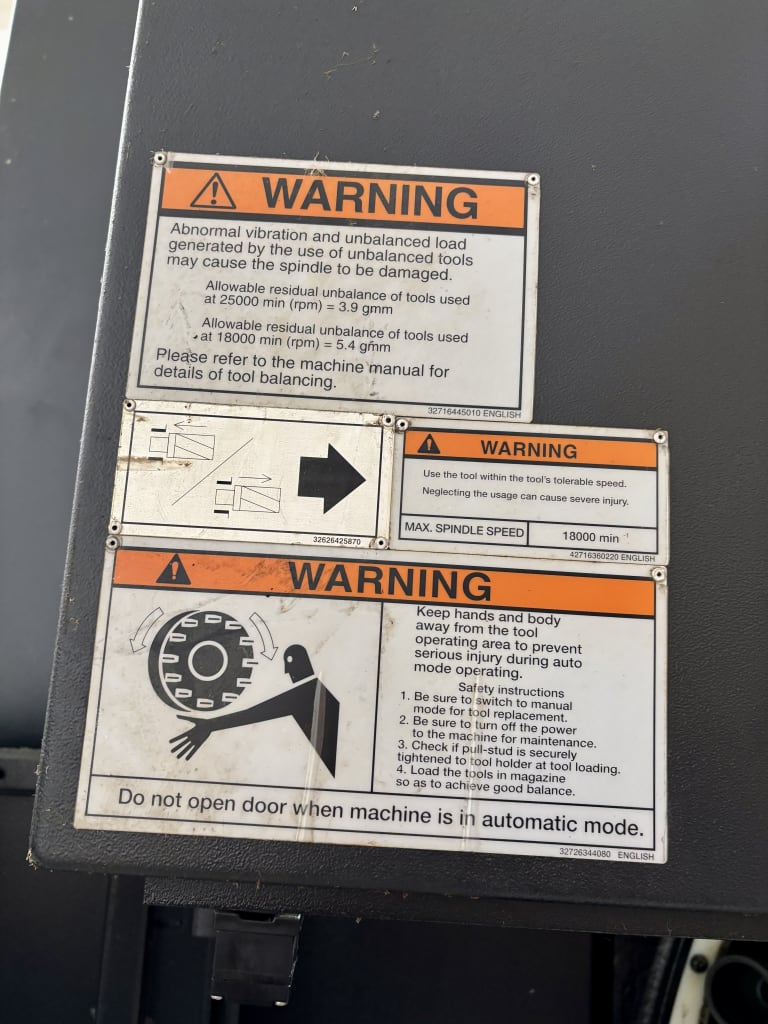 WARNING
Abnormal vibration and unbalanced load
generated by the use of unbalanced tools
may cause the spindle to be damaged.
Allowable residual unbalance of tools used
at 25000 min (rpm) = 3.9 gmm
Allowable residual unbalance of tools used
at 18000 min (rpm) = 5.4 gmm
Please refer to the machine manual for
details of tool balancing.
32716445010 ENGLISH
32626425870
WARNING
Use the tool within the tool's tolerable speed.
Neglecting the usage can cause severe injury.
MAX. SPINDLE SPEED
18000 min⁻¹
42716360220 ENGLISH
WARNING
Keep hands and body
away from the tool
operating area to prevent
serious injury during auto
mode operating.
Safety instructions
1. Be sure to switch to manual
mode for tool replacement.
2. Be sure to turn off the power
to the machine for maintenance.
3. Check if pull-stud is securely
tightened to tool holder at tool loading.
4. Load the tools in magazine
so as to achieve good balance.
Do not open door when machine is in automatic mode.
32726344080 ENGLISH